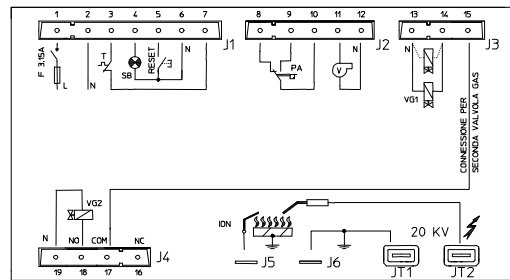 1 2 3 4 5 6 7
J1
8 9 10 11 12
J2
13 14 15
J3
F 3.15A
L
N
T
SB
RESET
N
PA
V
N
N
VG1
CONNESSIONE PER
SECONDA VALVOLA GAS
VG2
N NO COM NC
J4
19 18 17 16
ION
J5
J6
20 KV
JT1
JT2